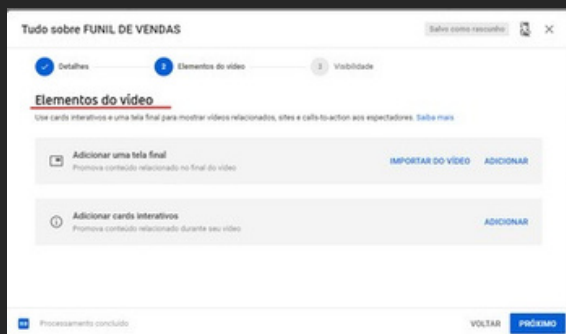 Tudo sobre FUNIL DE VENDAS
Salvo como rascunho
Detalhes
2 Elementos do vídeo
3 Visibilidade
Elementos do vídeo
Use cards interativos e uma tela final para mostrar vídeos relacionados, sites e calls-to-action aos espectadores. Saiba mais
Adicionar uma tela final
IMPORTAR DO VÍDEO ADICIONAR
Promova conteúdo relacionado no final do vídeo
Adicionar cards interativos
ADICIONAR
Promova conteúdo relacionado durante seu vídeo
Processamento concluído
VOLTAR PRÓXIMO